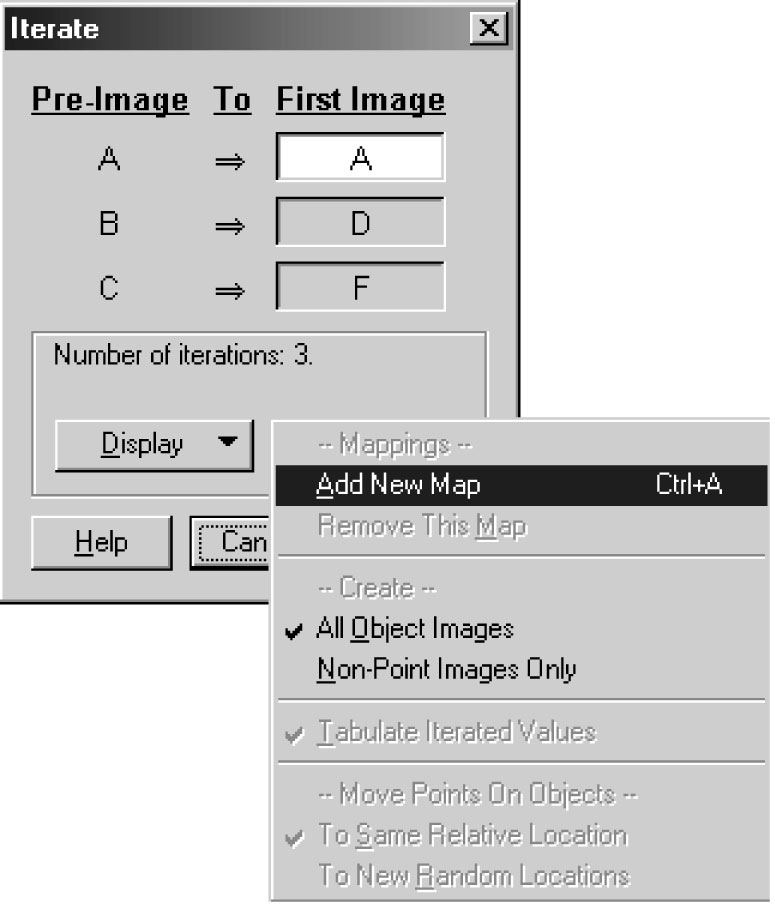 Iterate
Pre-Image To First Image
A ⇒ A
B ⇒ D
C ⇒ F
Number of iterations: 3.
Display
-- Mappings --
Add New Map Ctrl+A
Remove This Map
Help Can
-- Create --
All Object Images
Non-Point Images Only
Tabulate Iterated Values
-- Move Points On Objects --
To Same Relative Location
To New Random Locations